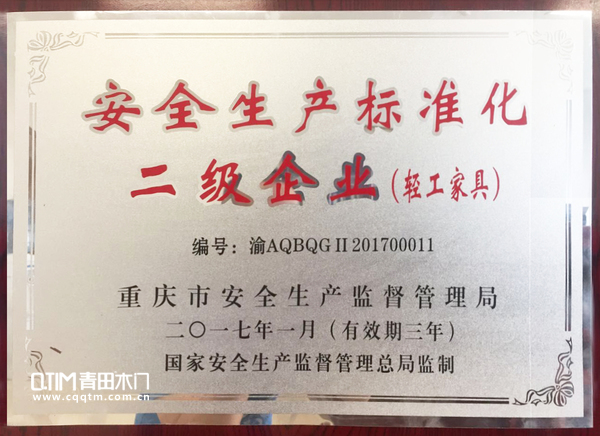 安全生产标准化
二级企业(轻工家具)
编号：渝AQBQGⅡ201700011
重庆市安全生产监督管理局
二〇一七年一月(有效期三年)
国家安全生产监督管理总局监制
QTIM青田木门
www.cqqtm.com.cn